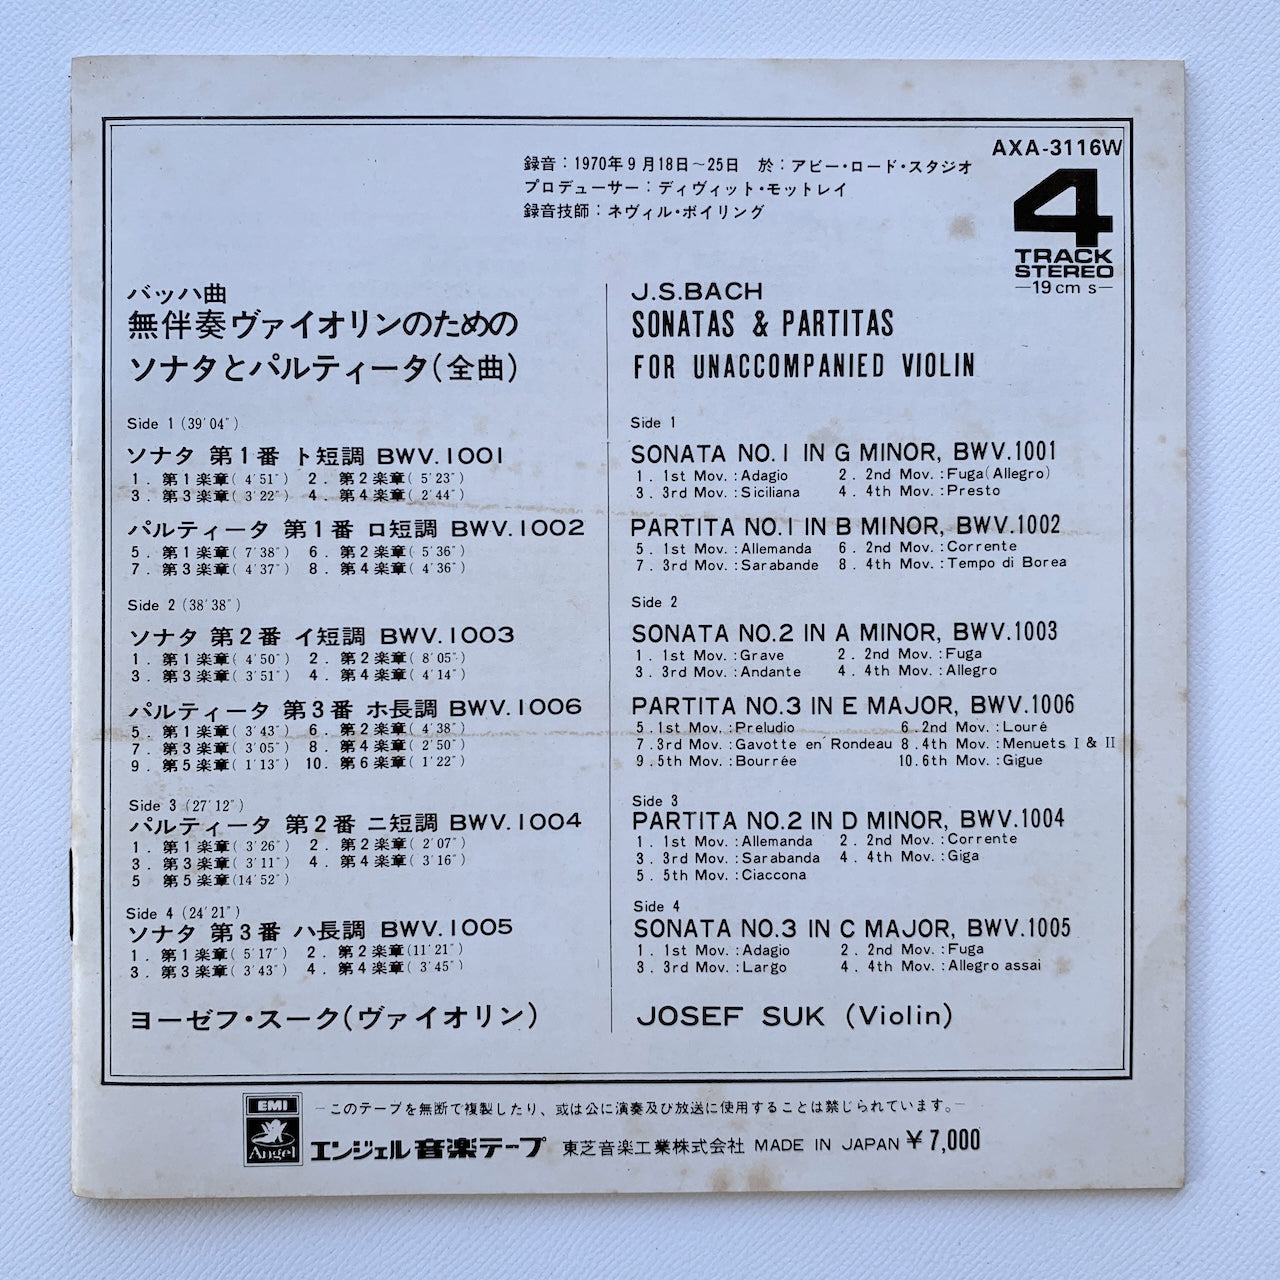 AXA-3116W
録音：1970年9月18日～25日　於：アビー・ロード・スタジオ
プロデューサー：ディヴィット・モットレイ
録音技師：ネヴィル・ボイリング
4
TRACK
STEREO
—19cm s—
バッハ曲
無伴奏ヴァイオリンのための
ソナタとパルティータ(全曲)
Side 1 (39′04″)
ソナタ 第1番 ト短調 BWV.1001
1．第1楽章( 4′51″) 2．第2楽章( 5′23″)
3．第3楽章( 3′22″) 4．第4楽章( 2′44″)
パルティータ 第1番 ロ短調 BWV.1002
5．第1楽章( 7′38″) 6．第2楽章( 5′36″)
7．第3楽章( 4′37″) 8．第4楽章( 4′36″)
Side 2 (38′38″)
ソナタ 第2番 イ短調 BWV.1003
1．第1楽章( 4′50″) 2．第2楽章( 8′05″)
3．第3楽章( 3′51″) 4．第4楽章( 4′14″)
パルティータ 第3番 ホ長調 BWV.1006
5．第1楽章( 3′43″) 6．第2楽章( 4′38″)
7．第3楽章( 3′05″) 8．第4楽章( 2′50″)
9．第5楽章( 1′13″) 10．第6楽章( 1′22″)
Side 3 (27′12″)
パルティータ 第2番 ニ短調 BWV.1004
1．第1楽章( 3′26″) 2．第2楽章( 2′07″)
3．第3楽章( 3′11″) 4．第4楽章( 3′16″)
5 第5楽章(14′52″)
Side 4 (24′21″)
ソナタ 第3番 ハ長調 BWV.1005
1．第1楽章( 5′17″) 2．第2楽章(11′21″)
3．第3楽章( 3′43″) 4．第4楽章( 3′45″)
ヨーゼフ・スーク(ヴァイオリン)
J.S.BACH
SONATAS & PARTITAS
FOR UNACCOMPANIED VIOLIN
Side 1
SONATA NO.1 IN G MINOR, BWV.1001
1. 1st Mov.:Adagio 2. 2nd Mov.:Fuga(Allegro)
3. 3rd Mov.:Siciliana 4. 4th Mov.:Presto
PARTITA NO.1 IN B MINOR, BWV.1002
5. 1st Mov.:Allemanda 6. 2nd Mov.:Corrente
7. 3rd Mov.:Sarabande 8. 4th Mov.:Tempo di Borea
Side 2
SONATA NO.2 IN A MINOR, BWV.1003
1. 1st Mov.:Grave 2. 2nd Mov.:Fuga
3. 3rd Mov.:Andante 4. 4th Mov.:Allegro
PARTITA NO.3 IN E MAJOR, BWV.1006
5.1st Mov.:Preludio 6.2nd Mov.:Louré
7.3rd Mov.:Gavotte en Rondeau 8.4th Mov.:Menuets I & II
9.5th Mov.:Bourrée 10.6th Mov.:Gigue
Side 3
PARTITA NO.2 IN D MINOR, BWV.1004
1. 1st Mov.:Allemanda 2. 2nd Mov.:Corrente
3. 3rd Mov.:Sarabanda 4. 4th Mov.:Giga
5. 5th Mov.:Ciaccona
Side 4
SONATA NO.3 IN C MAJOR, BWV.1005
1. 1st Mov.:Adagio 2. 2nd Mov.:Fuga
3. 3rd Mov.:Largo 4. 4th Mov.:Allegro assai
JOSEF SUK (Violin)
EMI
Angel
—このテープを無断で複製したり、或は公に演奏及び放送に使用することは禁じられています。—
エンジェル音楽テープ 東芝音楽工業株式会社 MADE IN JAPAN ￥7,000